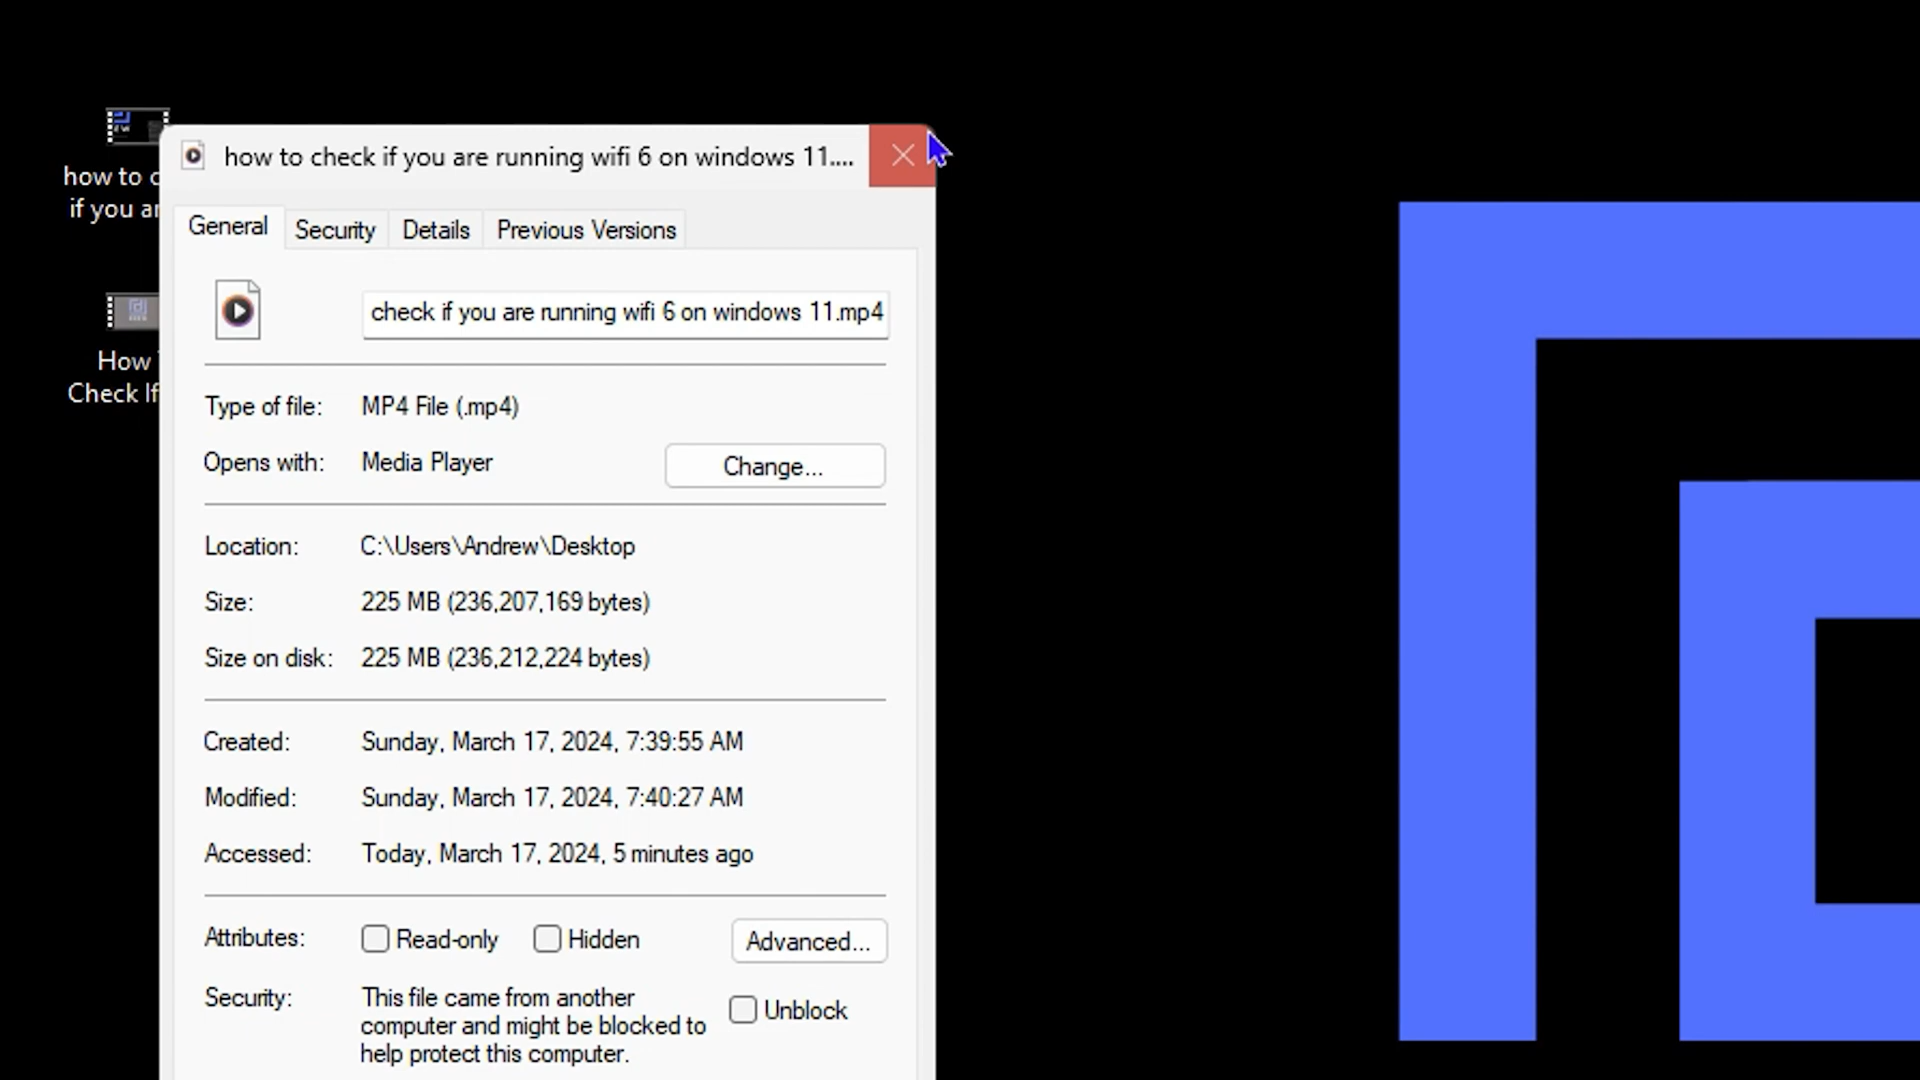 how to c
if you ar
How
Check If
how to check if you are running wifi 6 on windows 11....
General
Security
Details
Previous Versions
check if you are running wifi 6 on windows 11.mp4
Type of file: MP4 File (.mp4)
Opens with: Media Player
Change...
Location: C:\Users\Andrew\Desktop
Size: 225 MB (236,207,169 bytes)
Size on disk: 225 MB (236,212,224 bytes)
Created: Sunday, March 17, 2024, 7:39:55 AM
Modified: Sunday, March 17, 2024, 7:40:27 AM
Accessed: Today, March 17, 2024, 5 minutes ago
Attributes: Read-only Hidden Advanced...
Security: This file came from another
computer and might be blocked to
help protect this computer.
Unblock